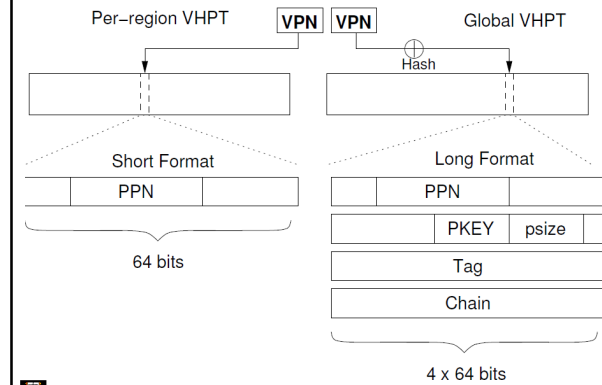 Per-region VHPT
VPN
VPN
Global VHPT
Hash
Short Format
PPN
64 bits
Long Format
PPN
PKEY
psize
Tag
Chain
4 x 64 bits